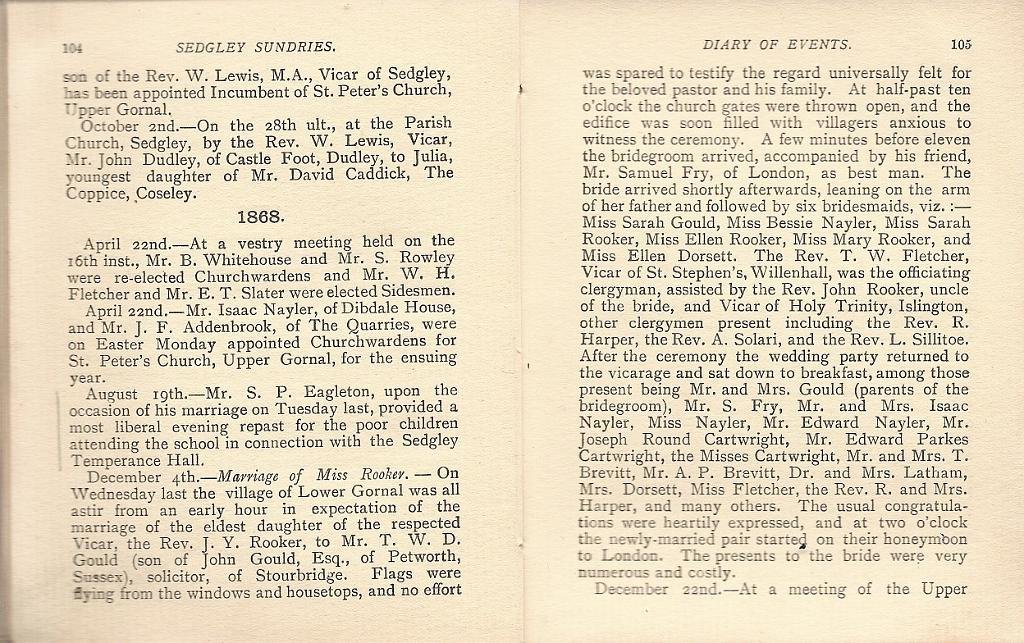 104 SEDGLEY SUNDRIES.
son of the Rev. W. Lewis, M.A., Vicar of Sedgley,
has been appointed Incumbent of St. Peter's Church,
Upper Gornal.
October 2nd.—On the 28th ult., at the Parish
Church, Sedgley, by the Rev. W. Lewis, Vicar,
Mr. John Dudley, of Castle Foot, Dudley, to Julia,
youngest daughter of Mr. David Caddick, The
Coppice, Coseley.
1868.
April 22nd.—At a vestry meeting held on the
16th inst., Mr. B. Whitehouse and Mr. S. Rowley
were re-elected Churchwardens and Mr. W. H.
Fletcher and Mr. E. T. Slater were elected Sidesmen.
April 22nd.—Mr. Isaac Nayler, of Dibdale House,
and Mr. J. F. Addenbrook, of The Quarries, were
on Easter Monday appointed Churchwardens for
St. Peter's Church, Upper Gornal, for the ensuing
year.
August 19th.—Mr. S. P. Eagleton, upon the
occasion of his marriage on Tuesday last, provided a
most liberal evening repast for the poor children
attending the school in connection with the Sedgley
Temperance Hall.
December 4th.—Marriage of Miss Rooker. — On
Wednesday last the village of Lower Gornal was all
astir from an early hour in expectation of the
marriage of the eldest daughter of the respected
Vicar, the Rev. J. Y. Rooker, to Mr. T. W. D.
Gould (son of John Gould, Esq., of Petworth,
Sussex), solicitor, of Stourbridge. Flags were
flying from the windows and housetops, and no effort
DIARY OF EVENTS. 105
was spared to testify the regard universally felt for
the beloved pastor and his family. At half-past ten
o'clock the church gates were thrown open, and the
edifice was soon filled with villagers anxious to
witness the ceremony. A few minutes before eleven
the bridegroom arrived, accompanied by his friend,
Mr. Samuel Fry, of London, as best man. The
bride arrived shortly afterwards, leaning on the arm
of her father and followed by six bridesmaids, viz. :—
Miss Sarah Gould, Miss Bessie Nayler, Miss Sarah
Rooker, Miss Ellen Rooker, Miss Mary Rooker, and
Miss Ellen Dorsett. The Rev. T. W. Fletcher,
Vicar of St. Stephen's, Willenhall, was the officiating
clergyman, assisted by the Rev. John Rooker, uncle
of the bride, and Vicar of Holy Trinity, Islington,
other clergymen present including the Rev. R.
Harper, the Rev. A. Solari, and the Rev. L. Sillitoe.
After the ceremony the wedding party returned to
the vicarage and sat down to breakfast, among those
present being Mr. and Mrs. Gould (parents of the
bridegroom), Mr. S. Fry, Mr. and Mrs. Isaac
Nayler, Miss Nayler, Mr. Edward Nayler, Mr.
Joseph Round Cartwright, Mr. Edward Parkes
Cartwright, the Misses Cartwright, Mr. and Mrs. T.
Brevitt, Mr. A. P. Brevitt, Dr. and Mrs. Latham,
Mrs. Dorsett, Miss Fletcher, the Rev. R. and Mrs.
Harper, and many others. The usual congratula-
tions were heartily expressed, and at two o'clock
the newly-married pair started on their honeymoon
to London. The presents to the bride were very
numerous and costly.
December 22nd.—At a meeting of the Upper